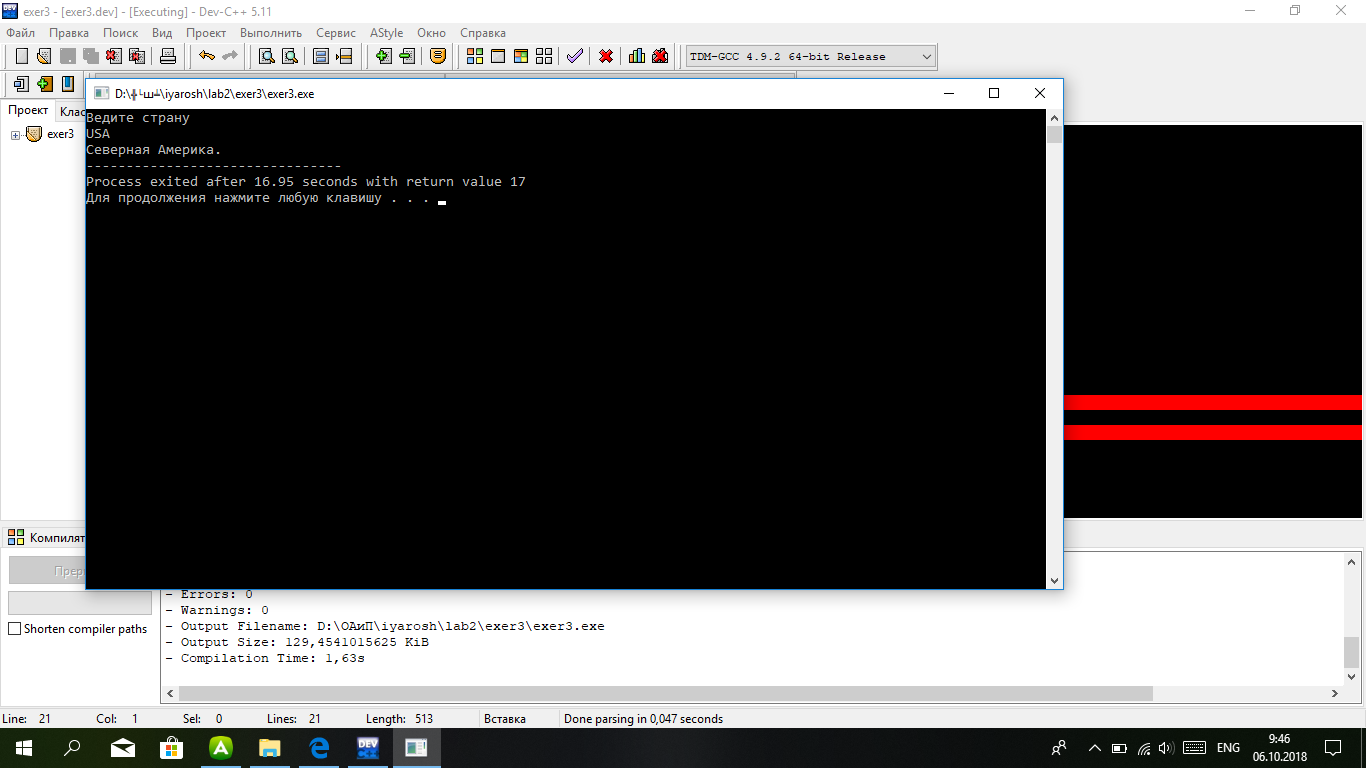 exer3 - [exer3.dev] - [Executing] - Dev-C++ 5.11
Файл Правка Поиск Вид Проект Выполнить Сервис AStyle Окно Справка
TDM-GCC 4.9.2 64-bit Release
D:\╬└ш╧\iyarosh\lab2\exer3\exer3.exe
Проект Клас
exer3
Ведите страну
USA
Северная Америка.
--------------------------------
Process exited after 16.95 seconds with return value 17
Для продолжения нажмите любую клавишу . . .
Компилят
Прер
Shorten compiler paths
- Errors: 0
- Warnings: 0
- Output Filename: D:\ОАиП\iyarosh\lab2\exer3\exer3.exe
- Output Size: 129,4541015625 KiB
- Compilation Time: 1,63s
Line: 21 Col: 1 Sel: 0 Lines: 21 Length: 513 Вставка Done parsing in 0,047 seconds
DEV
ENG
9:46
06.10.2018